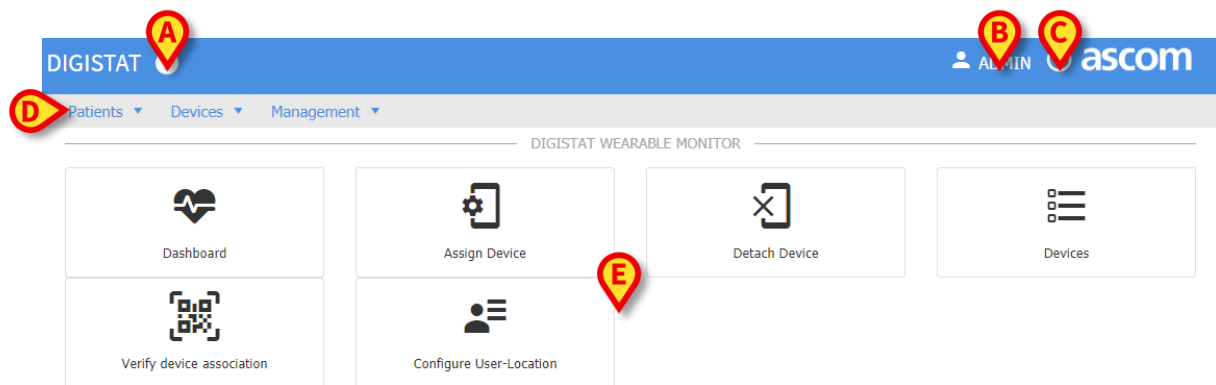 A
B
C
DIGISTAT
ADMIN
ascom
D
Patients Devices Management
DIGISTAT WEARABLE MONITOR
Dashboard
Assign Device
Detach Device
Devices
E
Verify device association
Configure User-Location